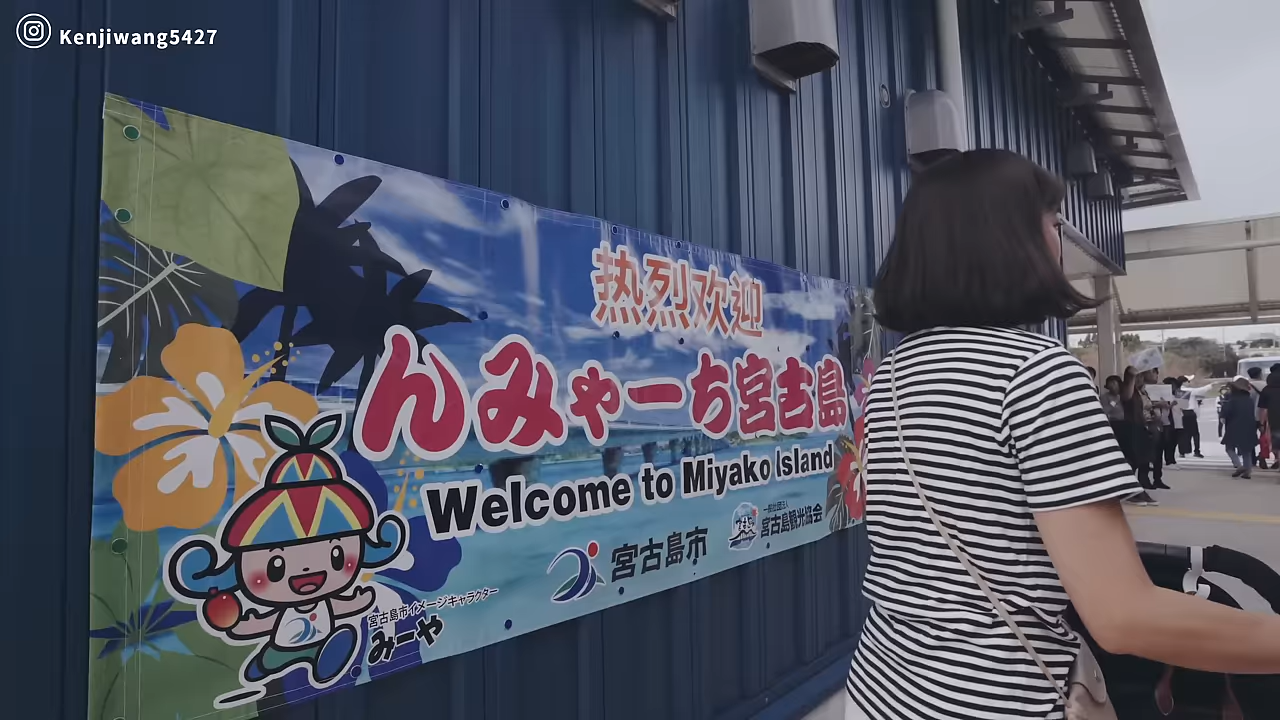 Kenjiwang5427
热烈欢迎
んみゃーち宮古島
Welcome to Miyako Island
宮古島市
一般社団法人
宮古島観光協会
宮古島市イメージキャラクター
みーや